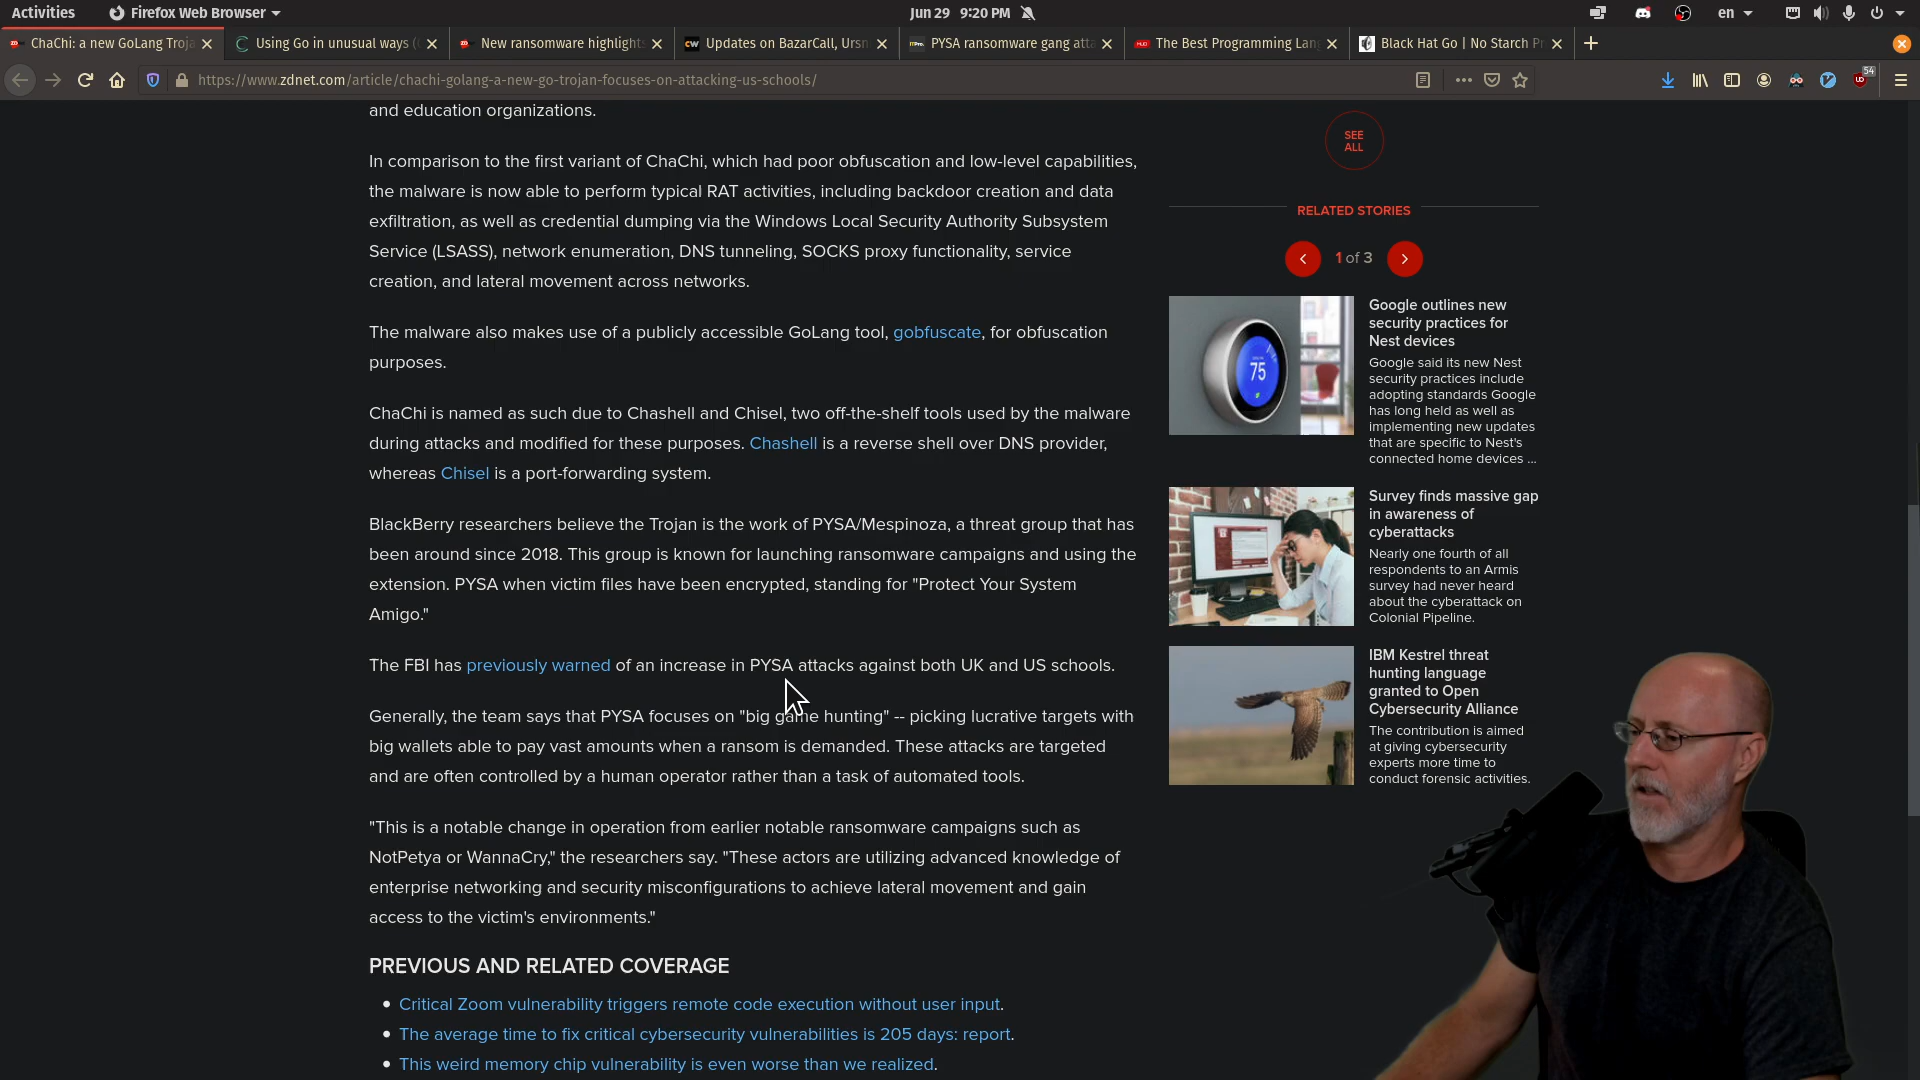 Activities
Firefox Web Browser
Jun 29 9:20 PM
en
ChaChi: a new GoLang Troja
Using Go in unusual ways (
New ransomware highlights
CW Updates on BazarCall, Ursn
ITPro. PYSA ransomware gang atta
The Best Programming Lan
Black Hat Go | No Starch Pr
https://www.zdnet.com/article/chachi-golang-a-new-go-trojan-focuses-on-attacking-us-schools/
54
and education organizations.
In comparison to the first variant of ChaChi, which had poor obfuscation and low-level capabilities,
the malware is now able to perform typical RAT activities, including backdoor creation and data
exfiltration, as well as credential dumping via the Windows Local Security Authority Subsystem
Service (LSASS), network enumeration, DNS tunneling, SOCKS proxy functionality, service
creation, and lateral movement across networks.
The malware also makes use of a publicly accessible GoLang tool, gobfuscate, for obfuscation
purposes.
ChaChi is named as such due to Chashell and Chisel, two off-the-shelf tools used by the malware
during attacks and modified for these purposes. Chashell is a reverse shell over DNS provider,
whereas Chisel is a port-forwarding system.
BlackBerry researchers believe the Trojan is the work of PYSA/Mespinoza, a threat group that has
been around since 2018. This group is known for launching ransomware campaigns and using the
extension. PYSA when victim files have been encrypted, standing for "Protect Your System
Amigo."
The FBI has previously warned of an increase in PYSA attacks against both UK and US schools.
Generally, the team says that PYSA focuses on "big game hunting" -- picking lucrative targets with
big wallets able to pay vast amounts when a ransom is demanded. These attacks are targeted
and are often controlled by a human operator rather than a task of automated tools.
"This is a notable change in operation from earlier notable ransomware campaigns such as
NotPetya or WannaCry," the researchers say. "These actors are utilizing advanced knowledge of
enterprise networking and security misconfigurations to achieve lateral movement and gain
access to the victim's environments."
PREVIOUS AND RELATED COVERAGE
Critical Zoom vulnerability triggers remote code execution without user input.
The average time to fix critical cybersecurity vulnerabilities is 205 days: report.
This weird memory chip vulnerability is even worse than we realized.
SEE
ALL
RELATED STORIES
1 of 3
75
Google outlines new
security practices for
Nest devices
Google said its new Nest
security practices include
adopting standards Google
has long held as well as
implementing new updates
that are specific to Nest's
connected home devices ...
Survey finds massive gap
in awareness of
cyberattacks
Nearly one fourth of all
respondents to an Armis
survey had never heard
about the cyberattack on
Colonial Pipeline.
IBM Kestrel threat
hunting language
granted to Open
Cybersecurity Alliance
The contribution is aimed
at giving cybersecurity
experts more time to
conduct forensic activities.